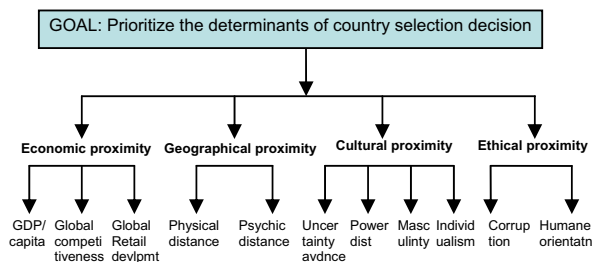 GOAL: Prioritize the determinants of country selection decision
Economic proximity Geographical proximity Cultural proximity Ethical proximity
GDP/ Global Global Physical Psychic Uncer Power Masc Individ Corrup Humane
capita competi Retail distance distance tainty dist ulinty ualism tion orientatn
tiveness devlpmt avdnce